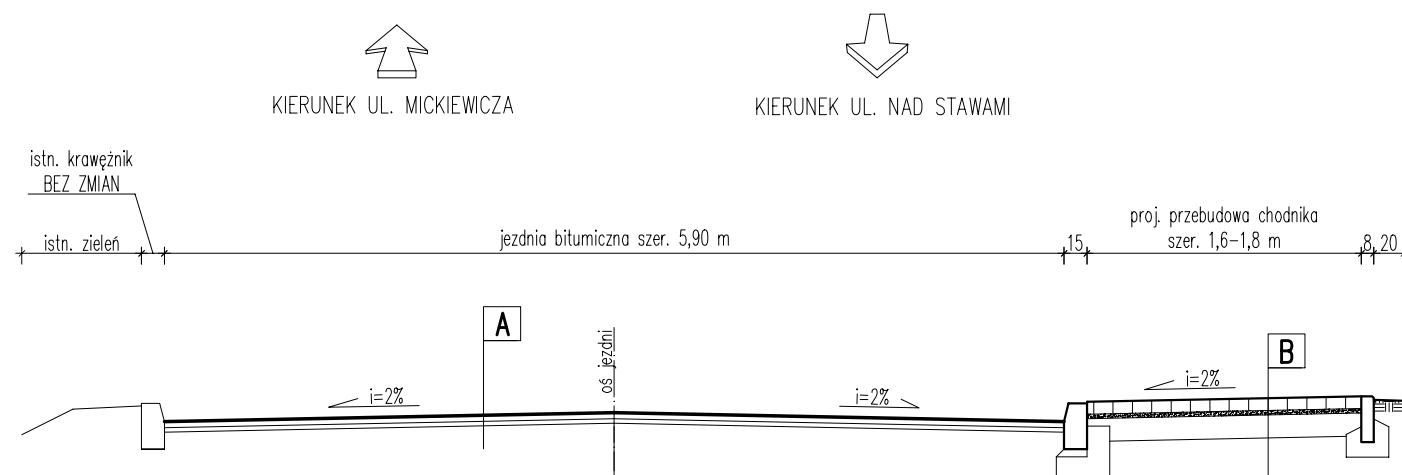 KIERUNEK UL. MICKIEWICZA
KIERUNEK UL. NAD STAWAMI
istn. krawężnik
BEZ ZMIAN
istn. zieleń
jezdnia bitumiczna szer. 5,90 m
15
proj. przebudowa chodnika
szer. 1,6-1,8 m
8
20
A
oś jezdni
B
i=2%
i=2%
i=2%